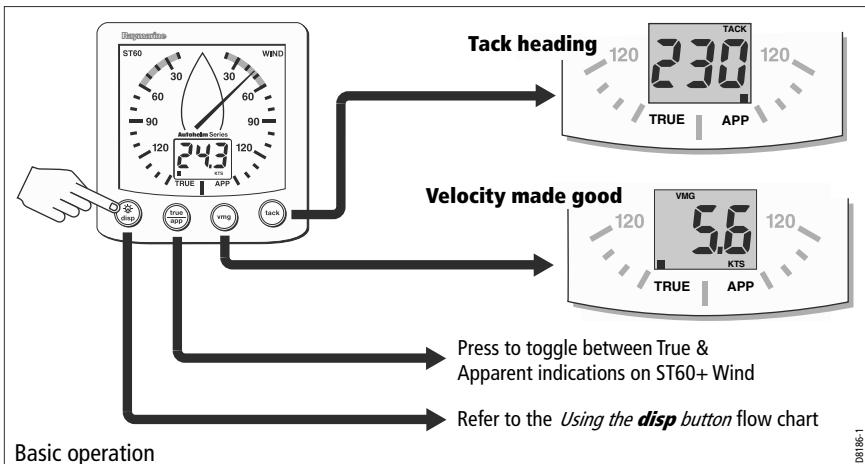 Raymarine
ST60 WIND
30 30
60 60
90 90
Autohelm Series
120 120
24.3
KTS
TRUE APP
disp
true
app
vmg
tack
Tack heading
TACK
120 120
230
TRUE APP
Velocity made good
VMG
120 120
5.6
KTS
TRUE APP
Press to toggle between True &
Apparent indications on ST60+ Wind
Refer to the Using the disp button flow chart
Basic operation
D8186-1